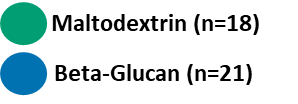 Maltodextrin (n=18)
Beta-Glucan (n=21)